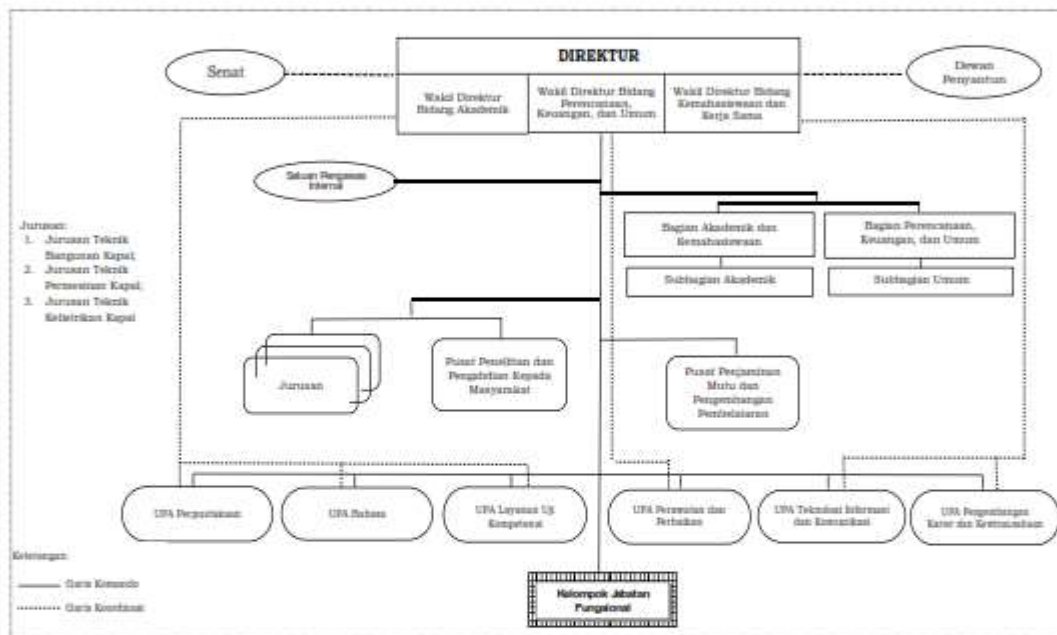 DIREKTUR
Senat
Dewan
Penyantun
Wakil Direktur
Bidang Akademik
Wakil Direktur Bidang
Perencanaan,
Keuangan, dan Umum
Wakil Direktur Bidang
Kemahasiswaan dan
Kerja Sama
Satuan Pengawas
Internal
Bagian Akademik dan
Kemahasiswaan
Bagian Perencanaan,
Keuangan, dan Umum
Subbagian Akademik
Subbagian Umum
Jurusan:
1. Jurusan Teknik
Bangunan Kapal;
2. Jurusan Teknik
Permesinan Kapal;
3. Jurusan Teknik
Kelistrikan Kapal
Jurusan
Pusat Penelitian dan
Pengabdian Kepada
Masyarakat
Pusat Penjaminan
Mutu dan
Pengembangan
Pembelajaran
UPA Perpustakaan
UPA Bahasa
UPA Layanan Uji
Kompetensi
UPA Perawatan dan
Perbaikan
UPA Teknologi Informasi
dan Komunikasi
UPA Pengembangan
Karier dan Kewirausahaan
Keterangan:
Garis Komando
Garis Koordinasi
Kelompok Jabatan
Fungsional